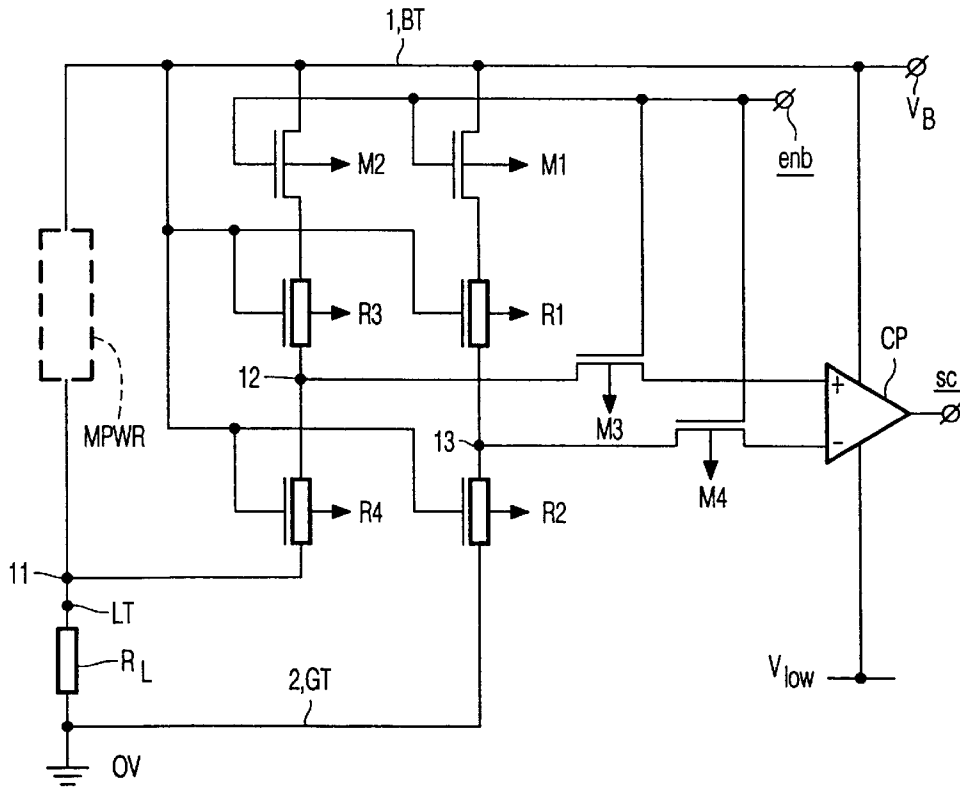 1,BT
V_B
enb
M2
M1
R3
R1
CP
sc
12
+
M3
MPWR
13
−
M4
R4
R2
11
LT
R_L
V_low
2,GT
OV